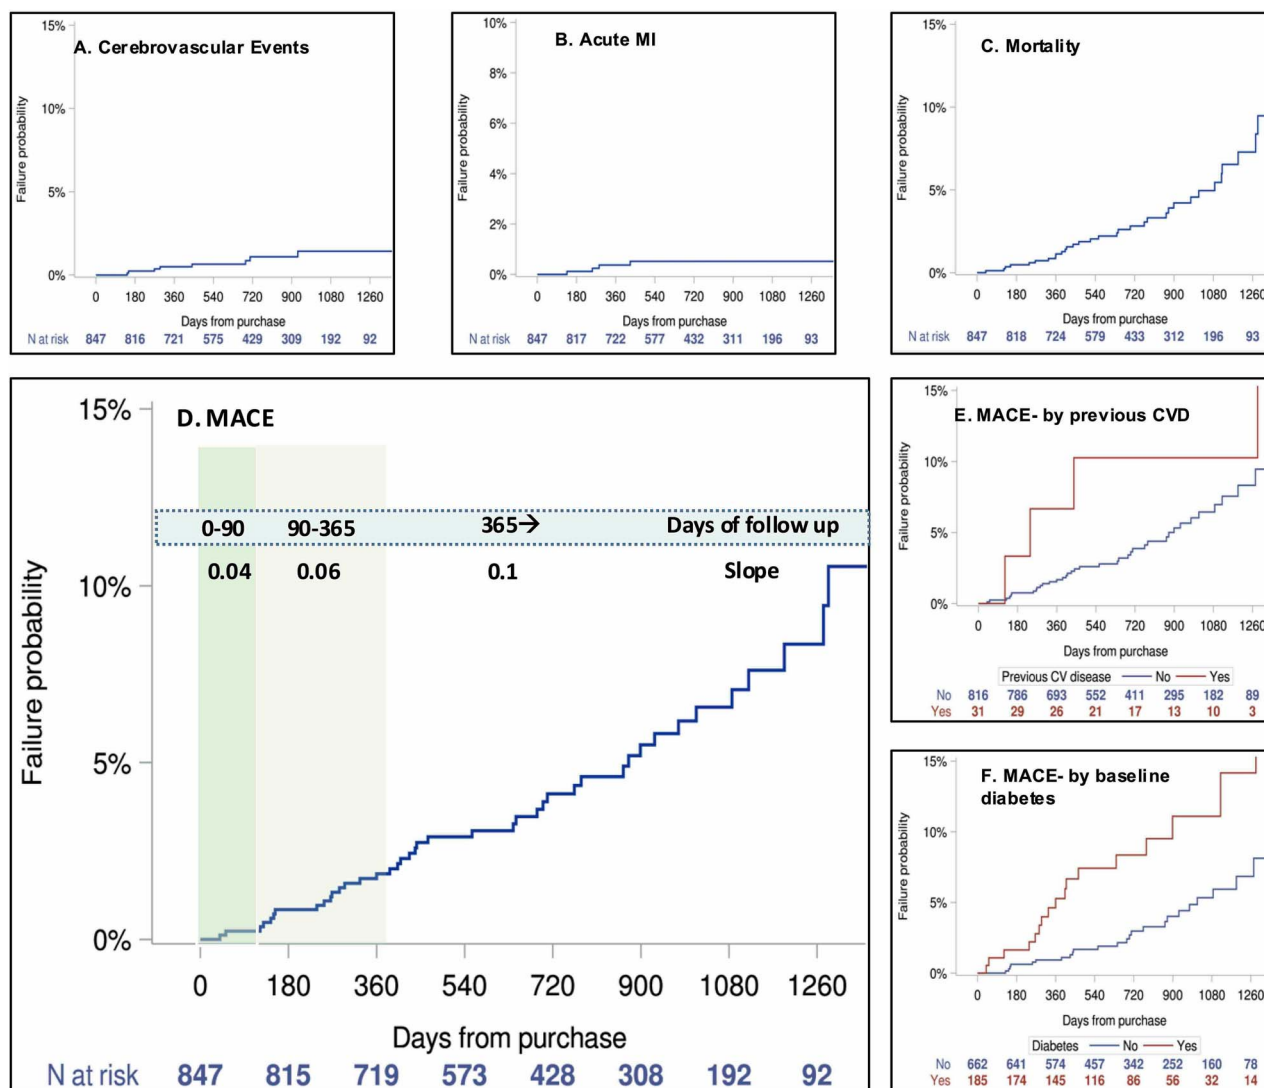 A. Cerebrovascular Events
15%
10%
5%
0%
Failure probability
0 180 360 540 720 900 1080 1260
Days from purchase
N at risk 847 816 721 575 429 309 192 92
B. Acute MI
10%
8%
6%
4%
2%
0%
Failure probability
0 180 360 540 720 900 1080 1260
Days from purchase
N at risk 847 817 722 577 432 311 196 93
C. Mortality
15%
10%
5%
0%
Failure probability
0 180 360 540 720 900 1080 1260
Days from purchase
N at risk 847 818 724 579 433 312 196 93
D. MACE
15%
10%
5%
0%
Failure probability
0-90 90-365 365→ Days of follow up
0.04 0.06 0.1 Slope
0 180 360 540 720 900 1080 1260
Days from purchase
N at risk 847 815 719 573 428 308 192 92
E. MACE- by previous CVD
15%
10%
5%
0%
Failure probability
0 180 360 540 720 900 1080 1260
Days from purchase
Previous CV disease No Yes
No 816 786 693 552 411 295 182 89
Yes 31 29 26 21 17 13 10 3
F. MACE- by baseline
diabetes
15%
10%
5%
0%
Failure probability
0 180 360 540 720 900 1080 1260
Days from purchase
Diabetes No Yes
No 662 641 574 457 342 252 160 78
Yes 185 174 145 116 86 56 32 14